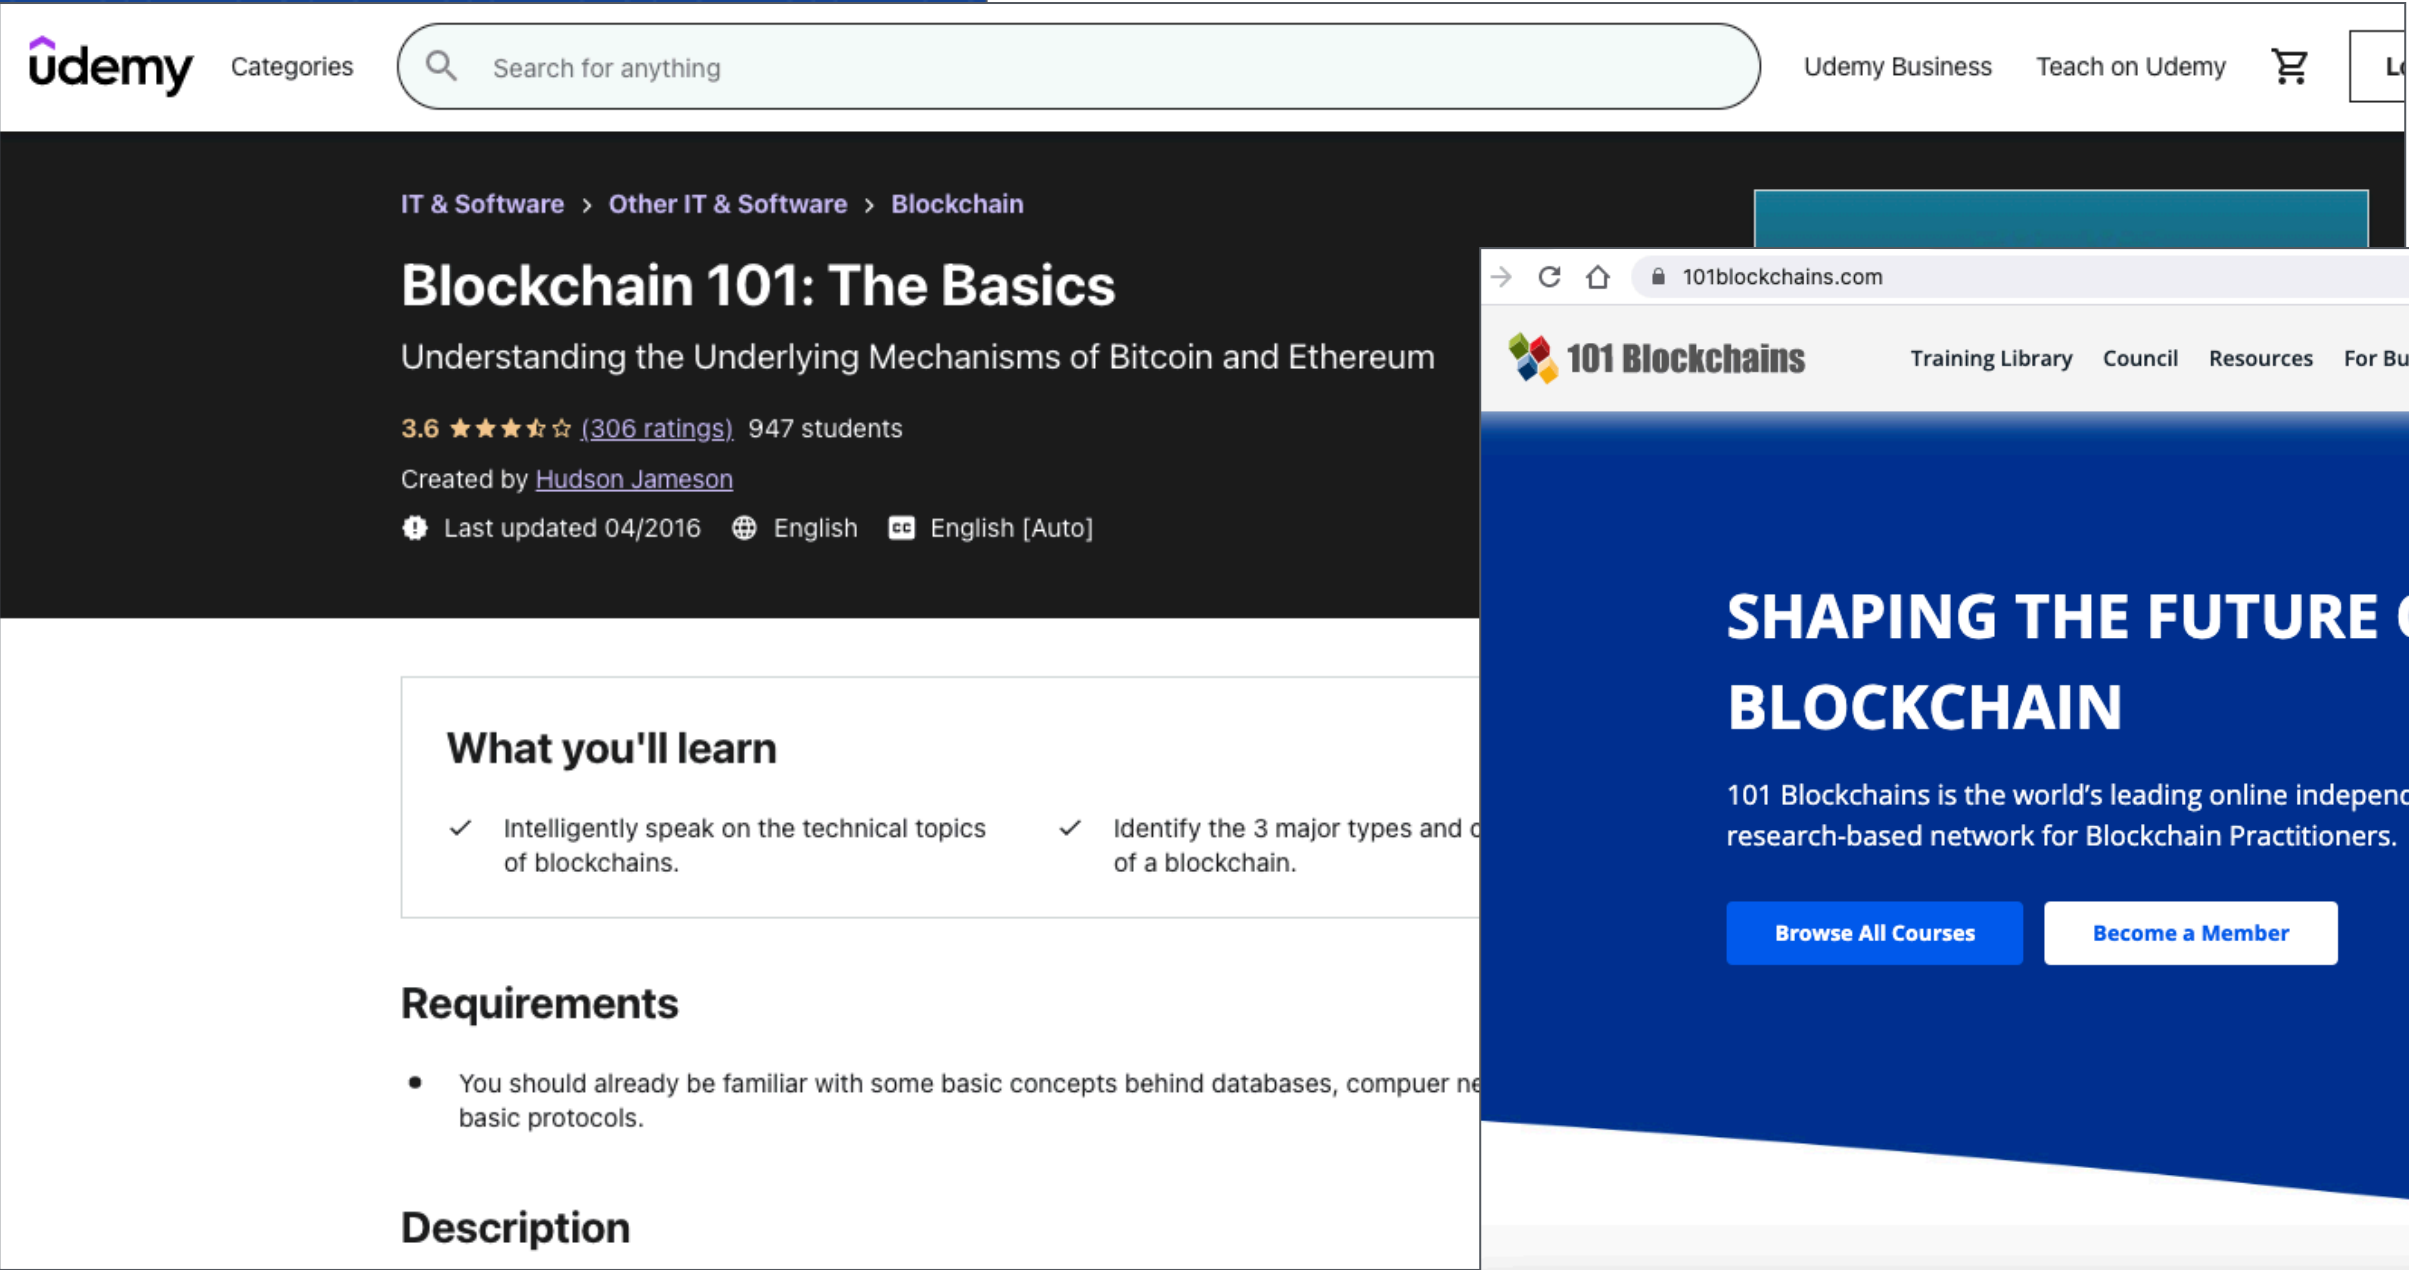 udemy Categories Search for anything Udemy Business Teach on Udemy
IT & Software > Other IT & Software > Blockchain
Blockchain 101: The Basics
Understanding the Underlying Mechanisms of Bitcoin and Ethereum
3.6 (306 ratings) 947 students
Created by Hudson Jameson
Last updated 04/2016 English CC English [Auto]
What you'll learn
Intelligently speak on the technical topics
of blockchains.
Identify the 3 major types and
of a blockchain.
Requirements
You should already be familiar with some basic concepts behind databases, compuer
basic protocols.
Description
101blockchains.com
101 Blockchains Training Library Council Resources For
SHAPING THE FUTURE
BLOCKCHAIN
101 Blockchains is the world's leading online
research-based network for Blockchain Practitioners.
Browse All Courses Become a Member